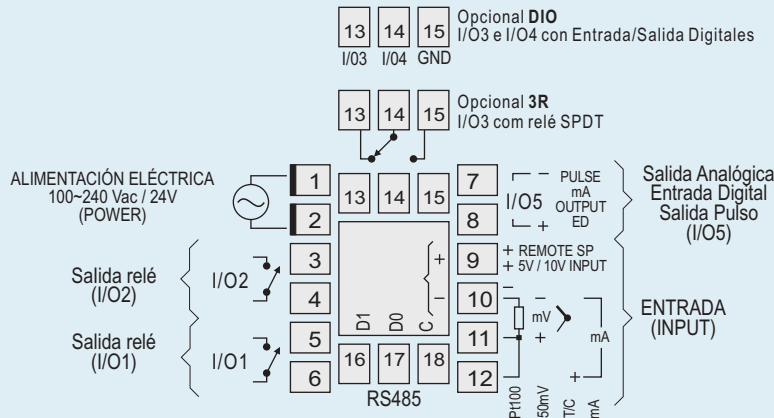 13 14 15
Opcional DIO
I/O3 e I/O4 con Entrada/Salida Digitales
I/03 I/04 GND
13 14 15
Opcional 3R
I/O3 com relé SPDT
ALIMENTACIÓN ELÉCTRICA
100~240 Vac / 24V
(POWER)
1
2
13 14 15
7
8
I/O5
− PULSE
mA
OUTPUT
+ ED
Salida Analógica
Entrada Digital
Salida Pulso
(I/O5)
Salida relé
(I/O2)
I/O2
3
4
Salida relé
(I/O1)
I/O1
5
6
D1 D0 C
+
−
16 17 18
RS485
9
10
11
12
+ REMOTE SP
+ 5V / 10V INPUT
−
− mV +
mA
+
Pt100
50mV
T/C
mA
ENTRADA
(INPUT)